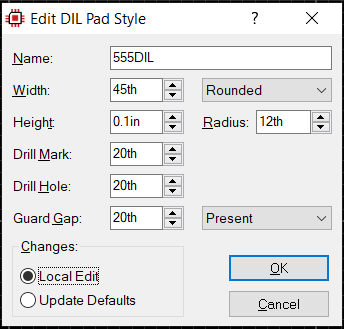 Edit DIL Pad Style ? ×
Name: 555DIL
Width: 45th Rounded
Height: 0.1in Radius: 12th
Drill Mark: 20th
Drill Hole: 20th
Guard Gap: 20th Present
Changes:
Local Edit OK
Update Defaults Cancel